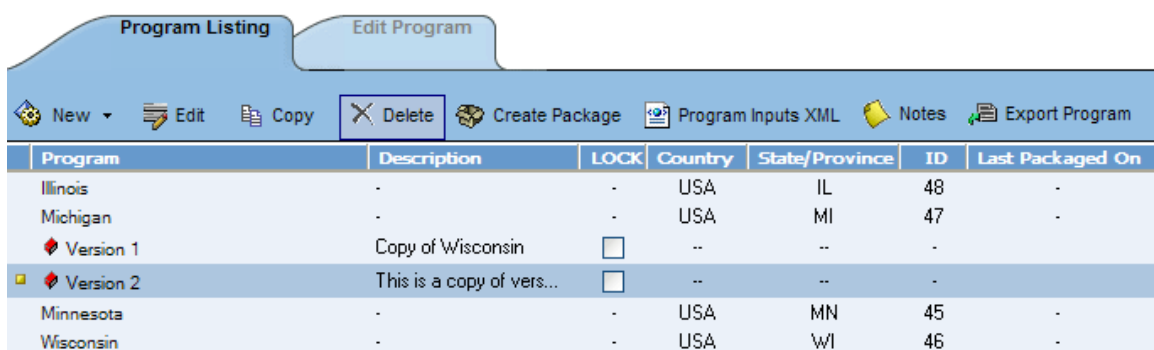 Program Listing Edit Program
New Edit Copy Delete Create Package Program Inputs XML Notes Export Program
Program Description LOCK Country State/Province ID Last Packaged On
Illinois - - USA IL 48 -
Michigan - - USA MI 47 -
Version 1 Copy of Wisconsin -- -- -
Version 2 This is a copy of vers... -- -- -
Minnesota - - USA MN 45 -
Wisconsin - - USA WI 46 -